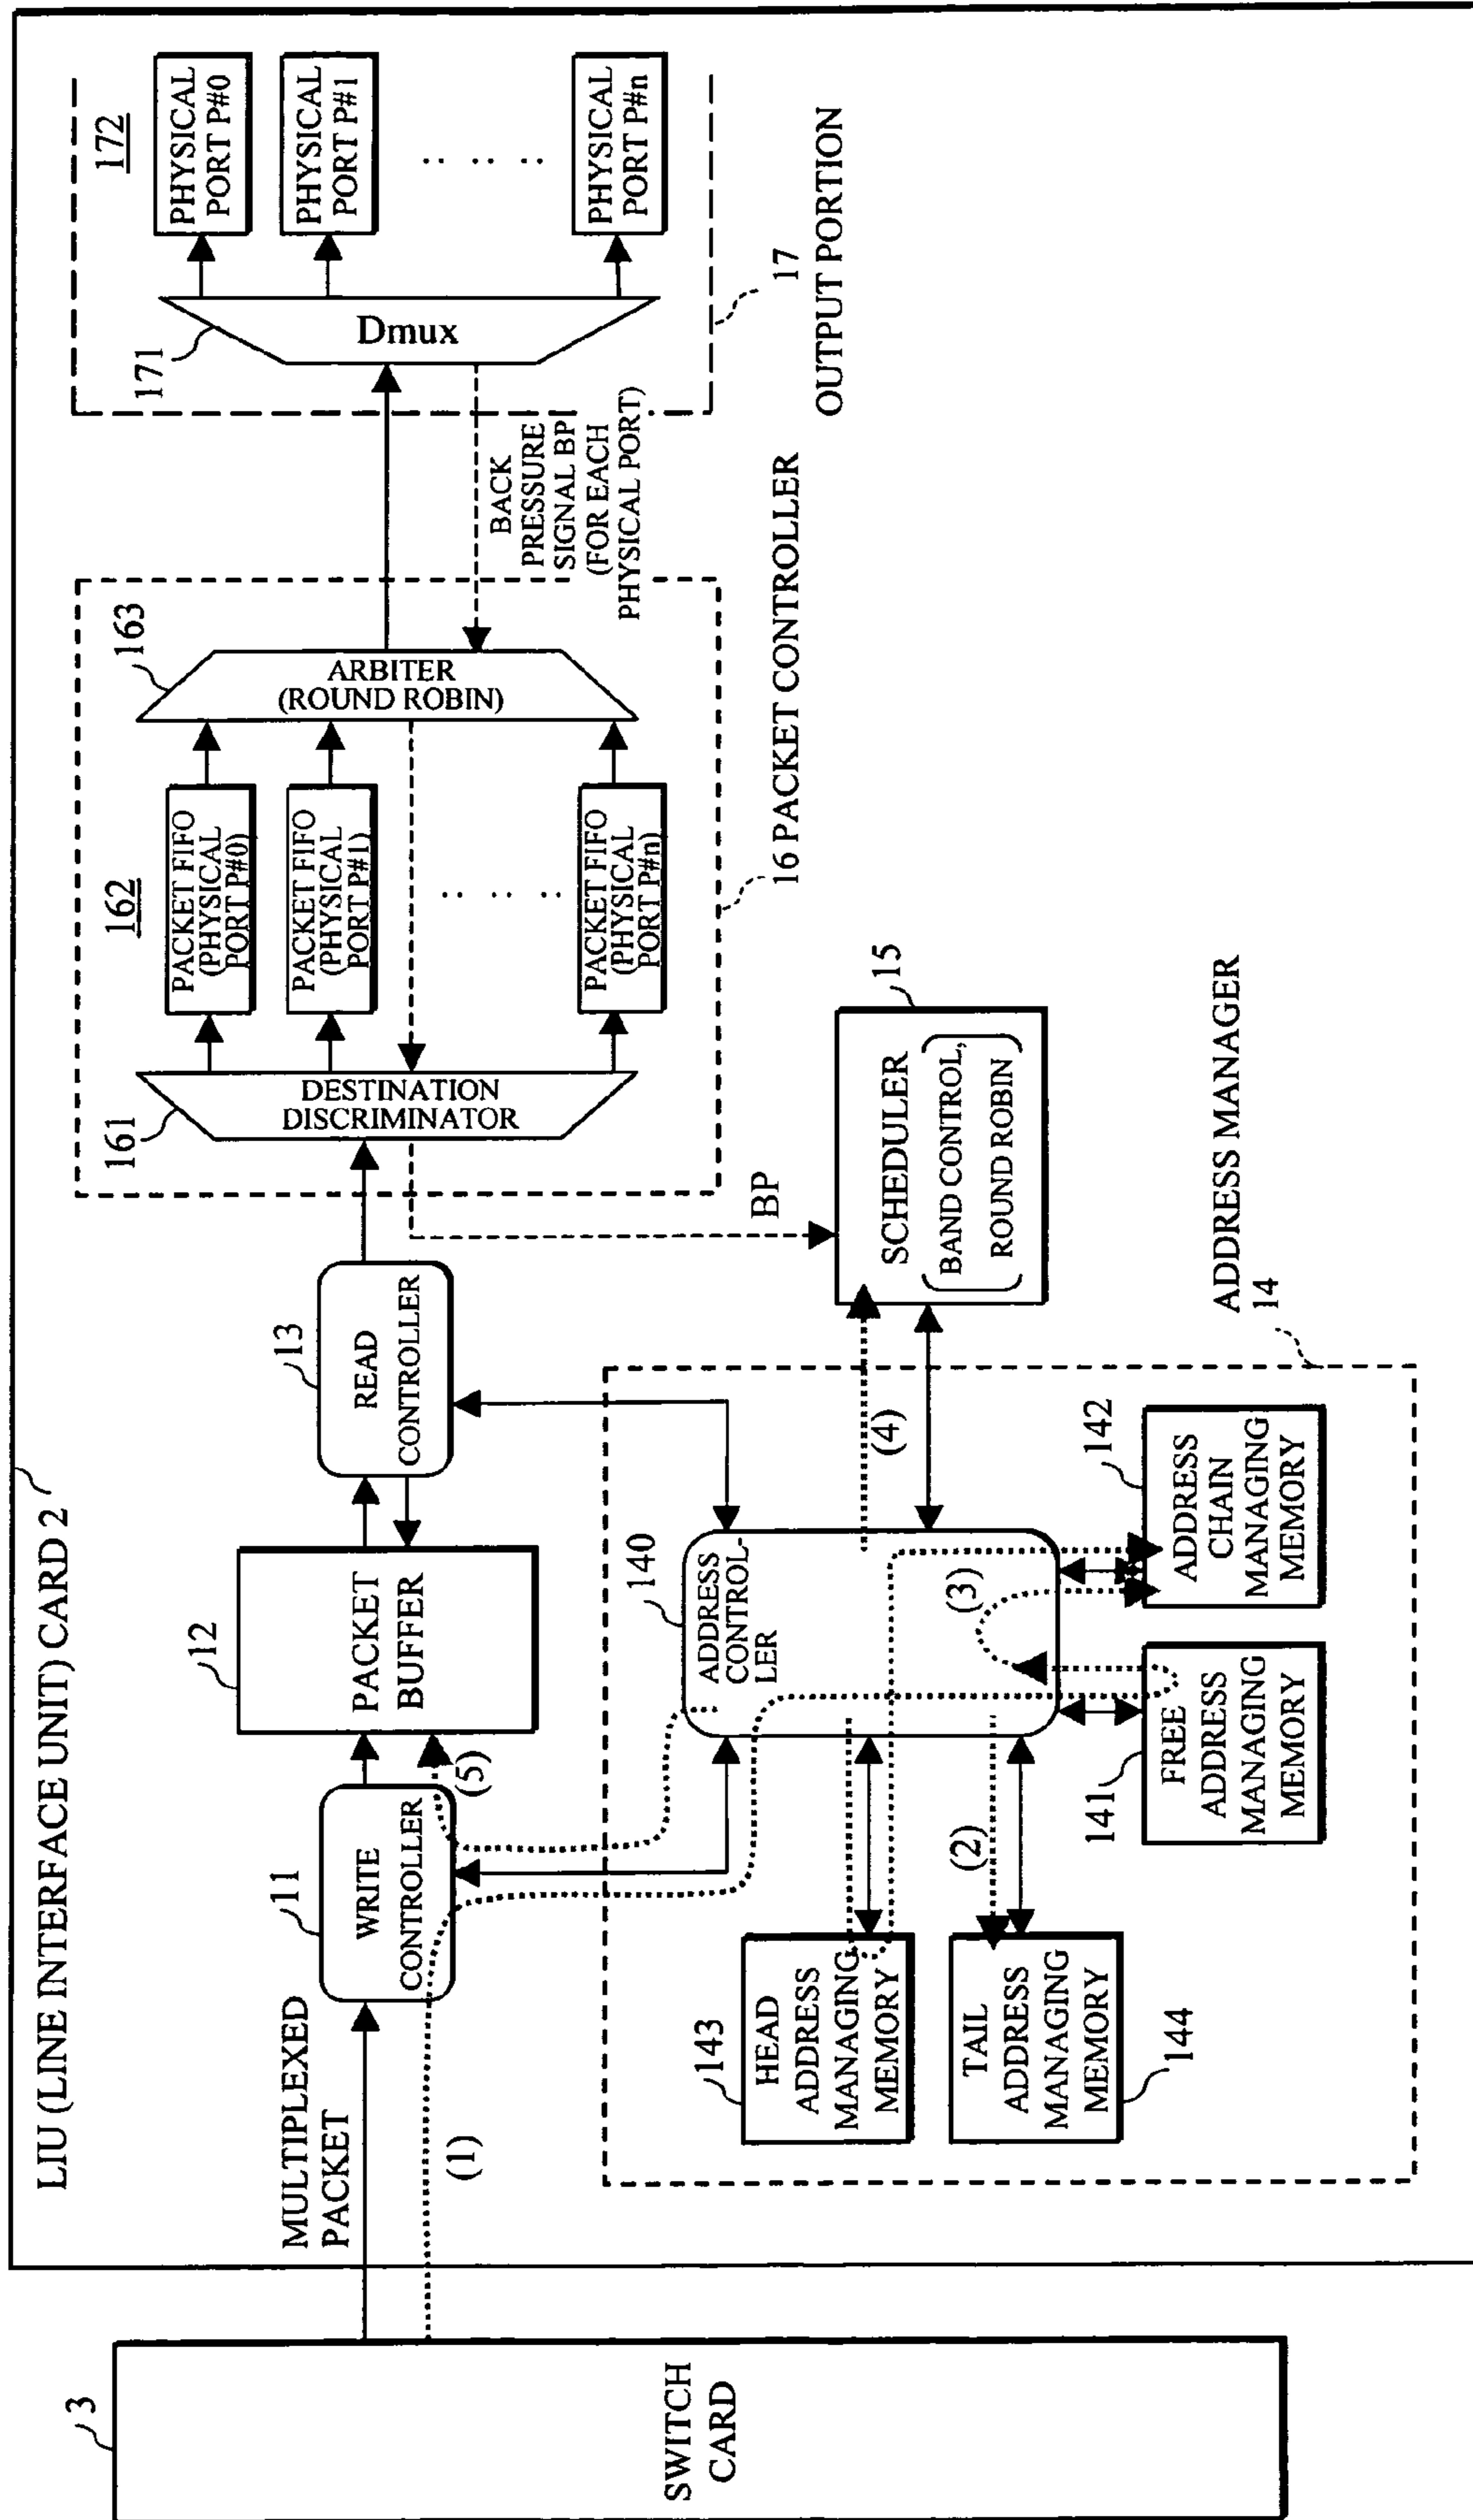 LIU (LINE INTERFACE UNIT) CARD 2
3
SWITCH
CARD
MULTIPLEXED
PACKET
(1)
11
WRITE
CONTROLLER
(5)
12
PACKET
BUFFER
13
READ
CONTROLLER
161
DESTINATION
DISCRIMINATOR
162
PACKET FIFO
(PHYSICAL
PORT P#0)
PACKET FIFO
(PHYSICAL
PORT P#1)
. . . . . .
PACKET FIFO
(PHYSICAL
PORT P#n)
163
ARBITER
(ROUND ROBIN)
16 PACKET CONTROLLER
BACK
PRESSURE
SIGNAL BP
(FOR EACH
PHYSICAL PORT)
171
Dmux
172
PHYSICAL
PORT P#0
PHYSICAL
PORT P#1
. . . . . .
PHYSICAL
PORT P#n
17
OUTPUT PORTION
BP
15
SCHEDULER
BAND CONTROL,
ROUND ROBIN
(4)
140
ADDRESS
CONTROL-
LER
143
HEAD
ADDRESS
MANAGING
MEMORY
(2)
TAIL
ADDRESS
MANAGING
MEMORY
144
(3)
141
FREE
ADDRESS
MANAGING
MEMORY
142
ADDRESS
CHAIN
MANAGING
MEMORY
ADDRESS MANAGER
14